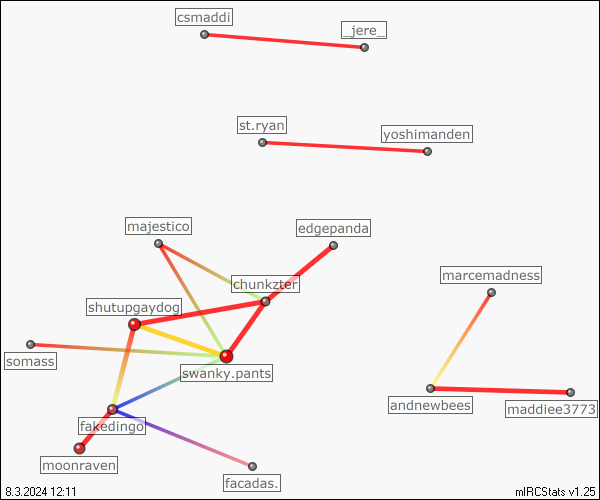 csmaddi
_jere_
st.ryan
yoshimanden
majestico
edgepanda
marcemadness
chunkzter
shutupgaydog
somass
swanky.pants
andnewbees
maddiee3773
fakedingo
moonraven
facadas.
8.3.2024 12:11
mIRCStats v1.25